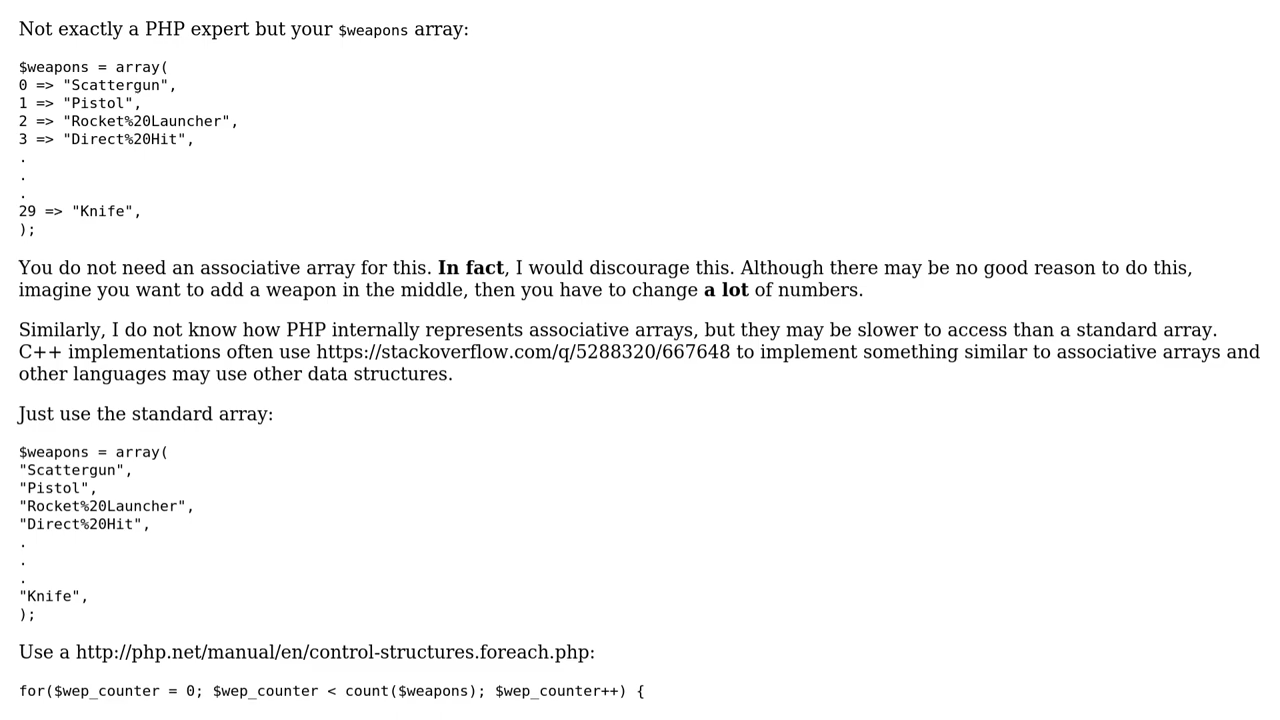 Not exactly a PHP expert but your $weapons array:
$weapons = array(
0 => "Scattergun",
1 => "Pistol",
2 => "Rocket%20Launcher",
3 => "Direct%20Hit",
.
.
.
29 => "Knife",
);
You do not need an associative array for this. In fact, I would discourage this. Although there may be no good reason to do this,
imagine you want to add a weapon in the middle, then you have to change a lot of numbers.
Similarly, I do not know how PHP internally represents associative arrays, but they may be slower to access than a standard array.
C++ implementations often use https://stackoverflow.com/q/5288320/667648 to implement something similar to associative arrays and
other languages may use other data structures.
Just use the standard array:
$weapons = array(
"Scattergun",
"Pistol",
"Rocket%20Launcher",
"Direct%20Hit",
.
.
.
"Knife",
);
Use a http://php.net/manual/en/control-structures.foreach.php:
for($wep_counter = 0; $wep_counter < count($weapons); $wep_counter++) {